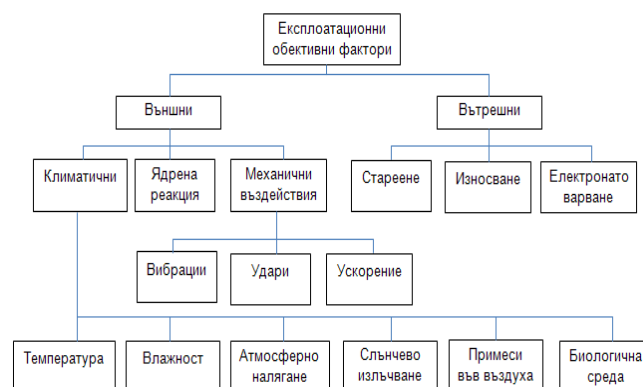 Експлоатационни
обективни фактори
Външни
Вътрешни
Климатични
Ядрена
реакция
Механични
въздействия
Стареене
Износване
Електронато
варване
Вибрации
Удари
Ускорение
Температура
Влажност
Атмосферно
налягане
Слънчево
излъчване
Примеси
във въздуха
Биологична
среда